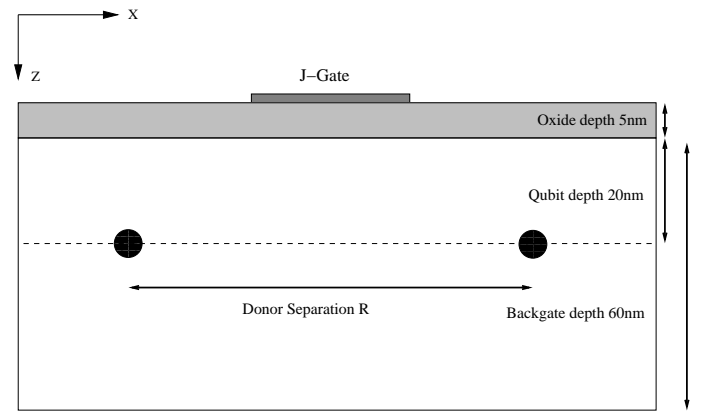 X
Z
J−Gate
Oxide depth 5nm
Qubit depth 20nm
Donor Separation R
Backgate depth 60nm